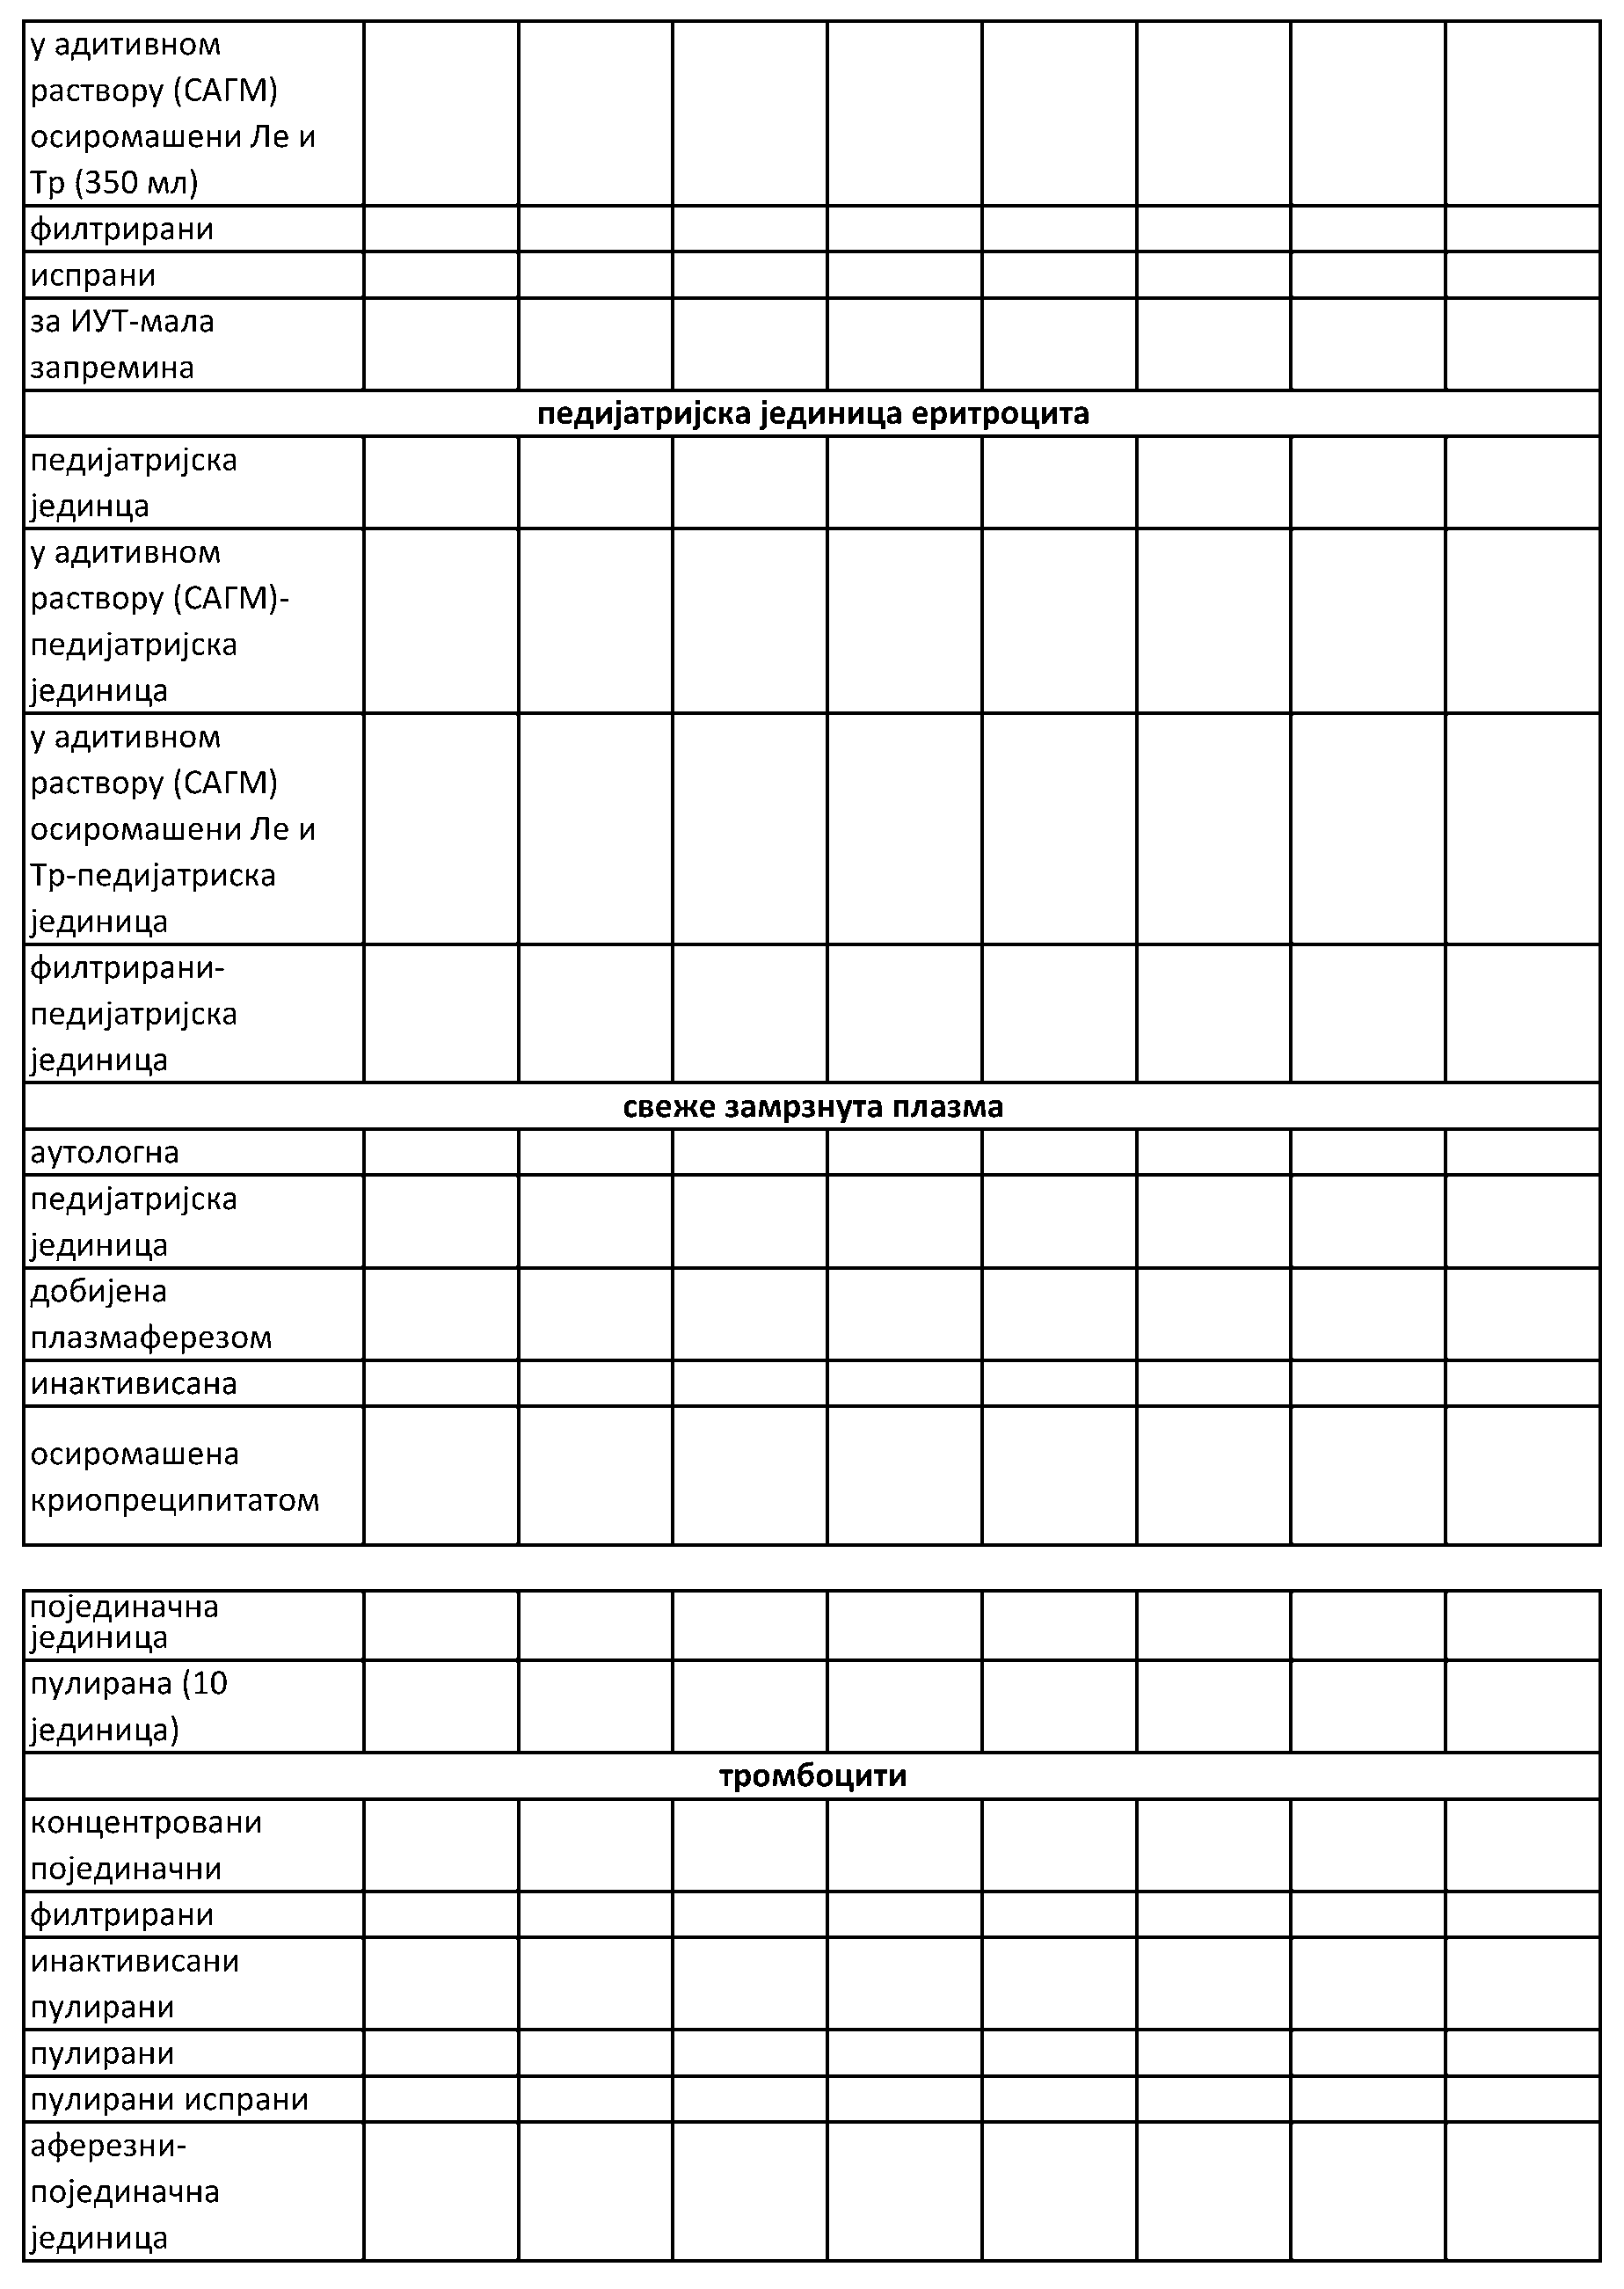 у адитивном
раствору (САГМ)
осиромашени Ле и
Тр (350 мл)
филтрирани
испрани
за ИУТ-мала
запремина
педијатријска јединица еритроцита
педијатријска
јединца
у адитивном
раствору (САГМ)-
педијатријска
јединица
у адитивном
раствору (САГМ)
осиромашени Ле и
Тр-педијатриска
јединица
филтрирани-
педијатријска
јединица
свеже замрзнута плазма
аутологна
педијатријска
јединица
добијена
плазмаферезом
инактивисана
осиромашена
криопреципитатом
појединачна
јединица
пулирана (10
јединица)
тромбоцити
концентровани
појединачни
филтрирани
инактивисани
пулирани
пулирани
пулирани испрани
аферезни-
појединачна
јединица